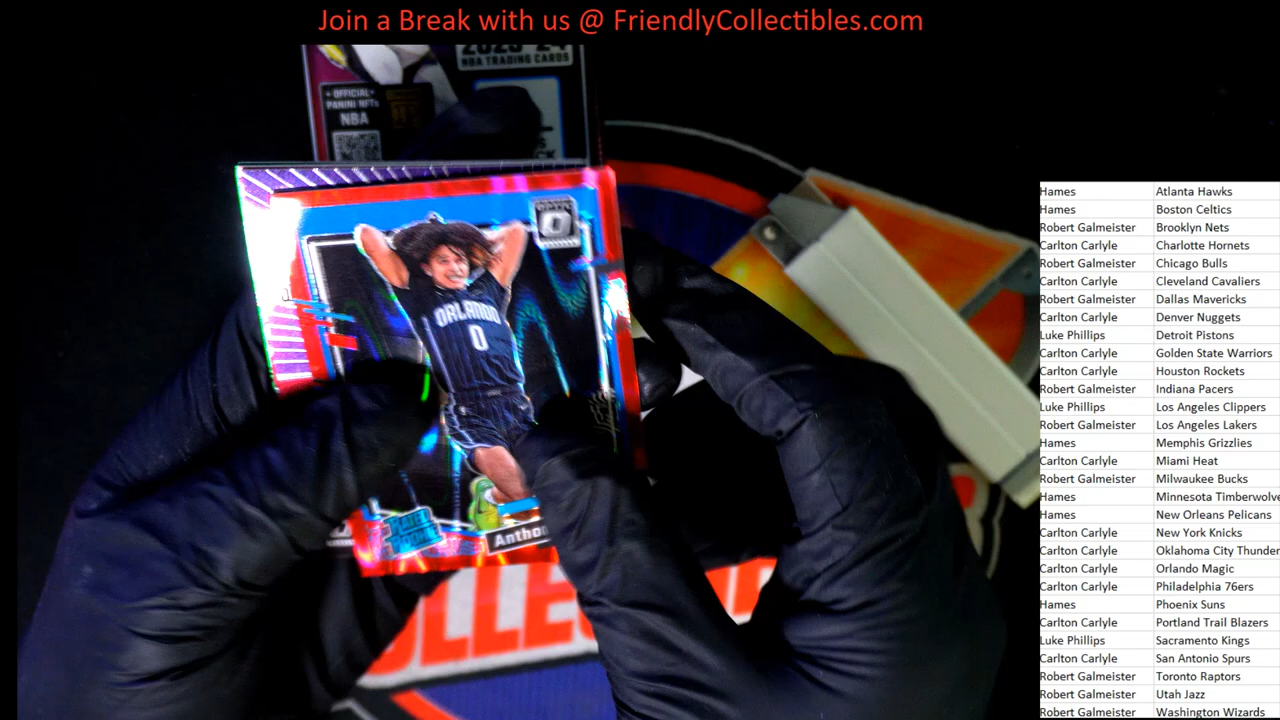 Join a Break with us @ FriendlyCollectibles.com
2023-24
NBA TRADING CARDS
OFFICIAL
PANINI NFTs
NBA
OPTIC
ORLANDO
0
RATED
ROOKIE
Hames Atlanta Hawks
Hames Boston Celtics
Robert Galmeister Brooklyn Nets
Carlton Carlyle Charlotte Hornets
Robert Galmeister Chicago Bulls
Carlton Carlyle Cleveland Cavaliers
Robert Galmeister Dallas Mavericks
Carlton Carlyle Denver Nuggets
Luke Phillips Detroit Pistons
Carlton Carlyle Golden State Warriors
Carlton Carlyle Houston Rockets
Robert Galmeister Indiana Pacers
Luke Phillips Los Angeles Clippers
Robert Galmeister Los Angeles Lakers
Hames Memphis Grizzlies
Carlton Carlyle Miami Heat
Robert Galmeister Milwaukee Bucks
Hames Minnesota Timberwolve
Hames New Orleans Pelicans
Carlton Carlyle New York Knicks
Carlton Carlyle Oklahoma City Thunder
Carlton Carlyle Orlando Magic
Carlton Carlyle Philadelphia 76ers
Hames Phoenix Suns
Carlton Carlyle Portland Trail Blazers
Luke Phillips Sacramento Kings
Carlton Carlyle San Antonio Spurs
Robert Galmeister Toronto Raptors
Robert Galmeister Utah Jazz
Robert Galmeister Washington Wizards